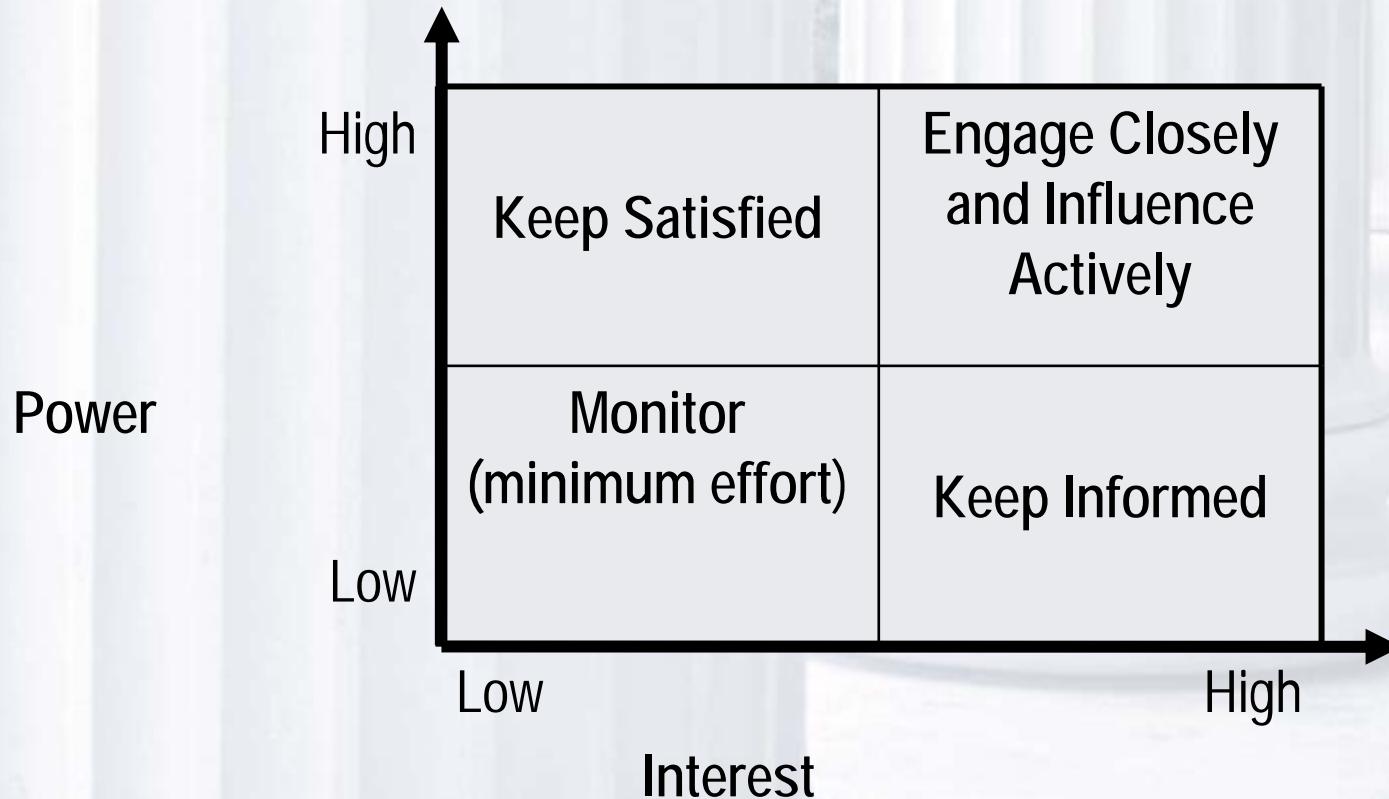 High
Keep Satisfied
Engage Closely
and Influence
Actively
Power
Monitor
(minimum effort)
Keep Informed
Low
Low
High
Interest